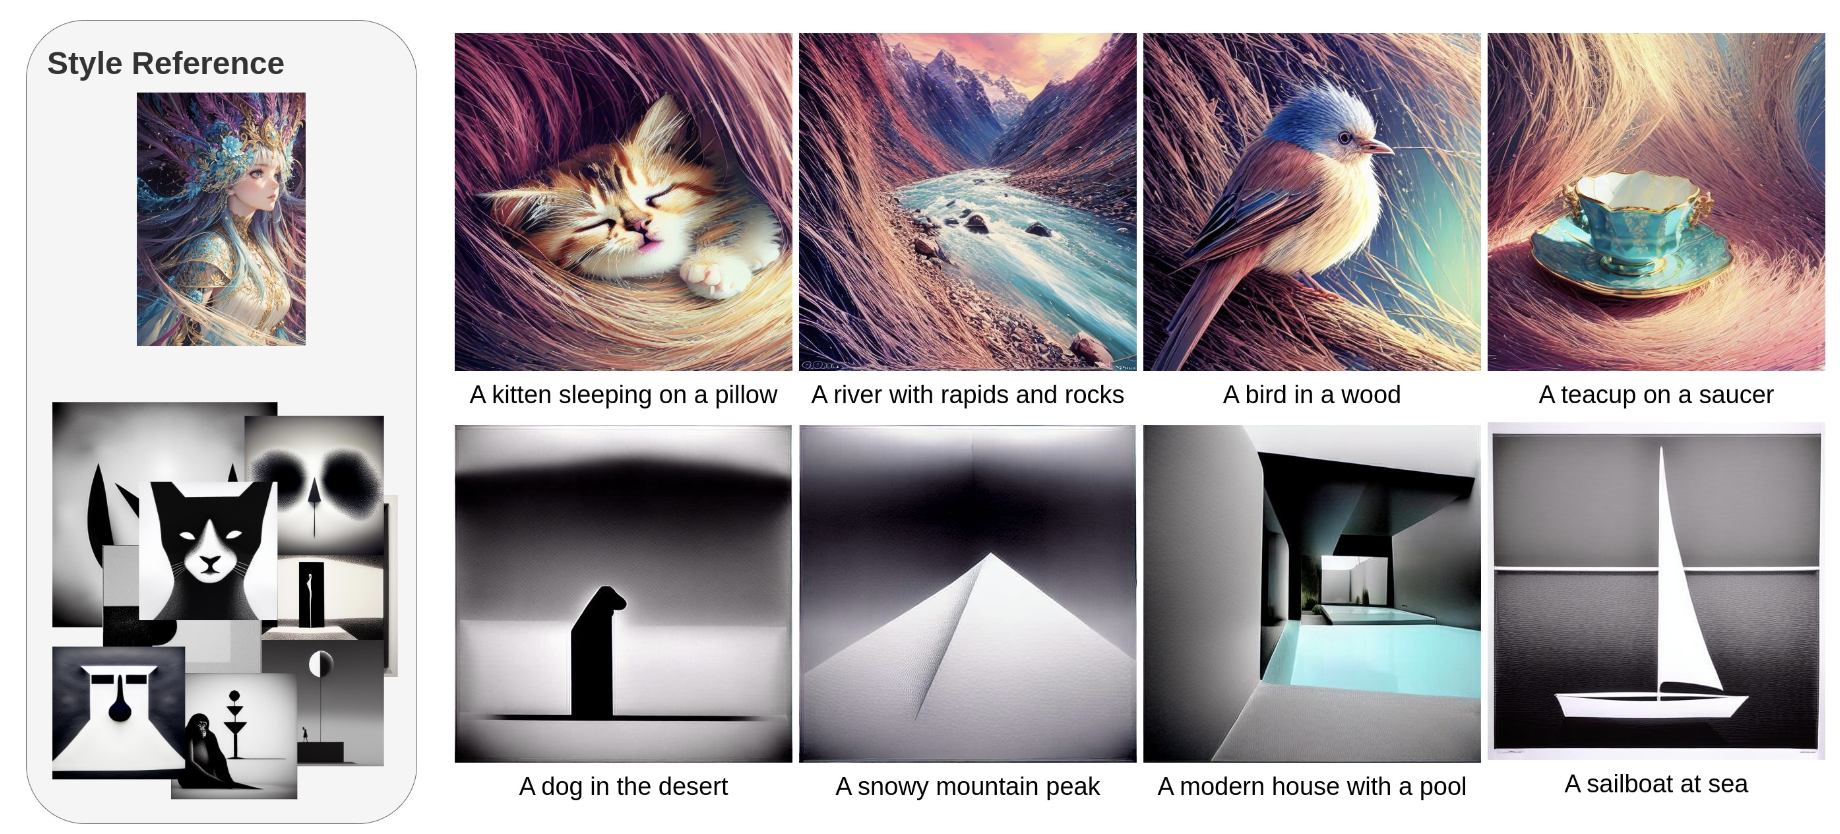 Style Reference
A kitten sleeping on a pillow
A river with rapids and rocks
A bird in a wood
A teacup on a saucer
A dog in the desert
A snowy mountain peak
A modern house with a pool
A sailboat at sea